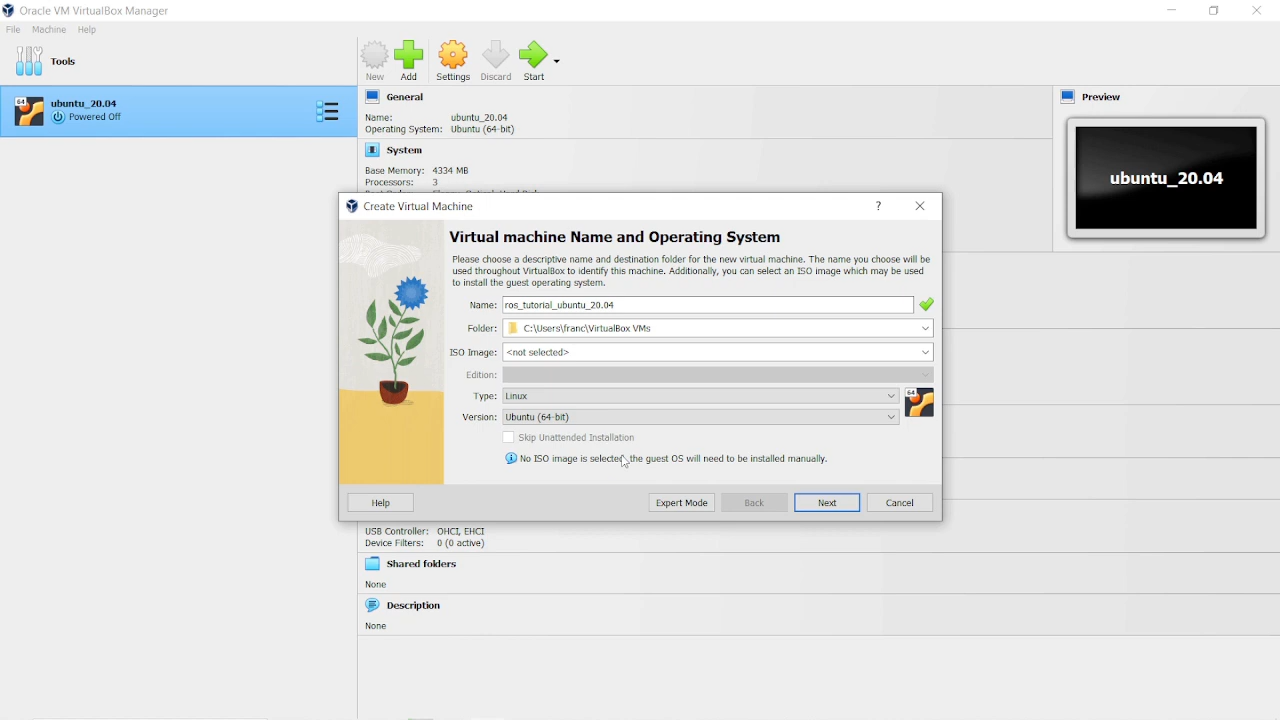 Oracle VM VirtualBox Manager
File Machine Help
Tools
New Add Settings Discard Start
64 ubuntu_20.04
Powered Off
General
Name: ubuntu_20.04
Operating System: Ubuntu (64-bit)
Preview
ubuntu_20.04
System
Base Memory: 4334 MB
Processors: 3
Create Virtual Machine ?
Virtual machine Name and Operating System
Please choose a descriptive name and destination folder for the new virtual machine. The name you choose will be
used throughout VirtualBox to identify this machine. Additionally, you can select an ISO image which may be used
to install the guest operating system.
Name: ros_tutorial_ubuntu_20.04
Folder: C:\Users\franc\VirtualBox VMs
ISO Image: <not selected>
Edition:
Type: Linux 64
Version: Ubuntu (64-bit)
Skip Unattended Installation
No ISO image is selected, the guest OS will need to be installed manually.
Help Expert Mode Back Next Cancel
USB Controller: OHCI, EHCI
Device Filters: 0 (0 active)
Shared folders
None
Description
None